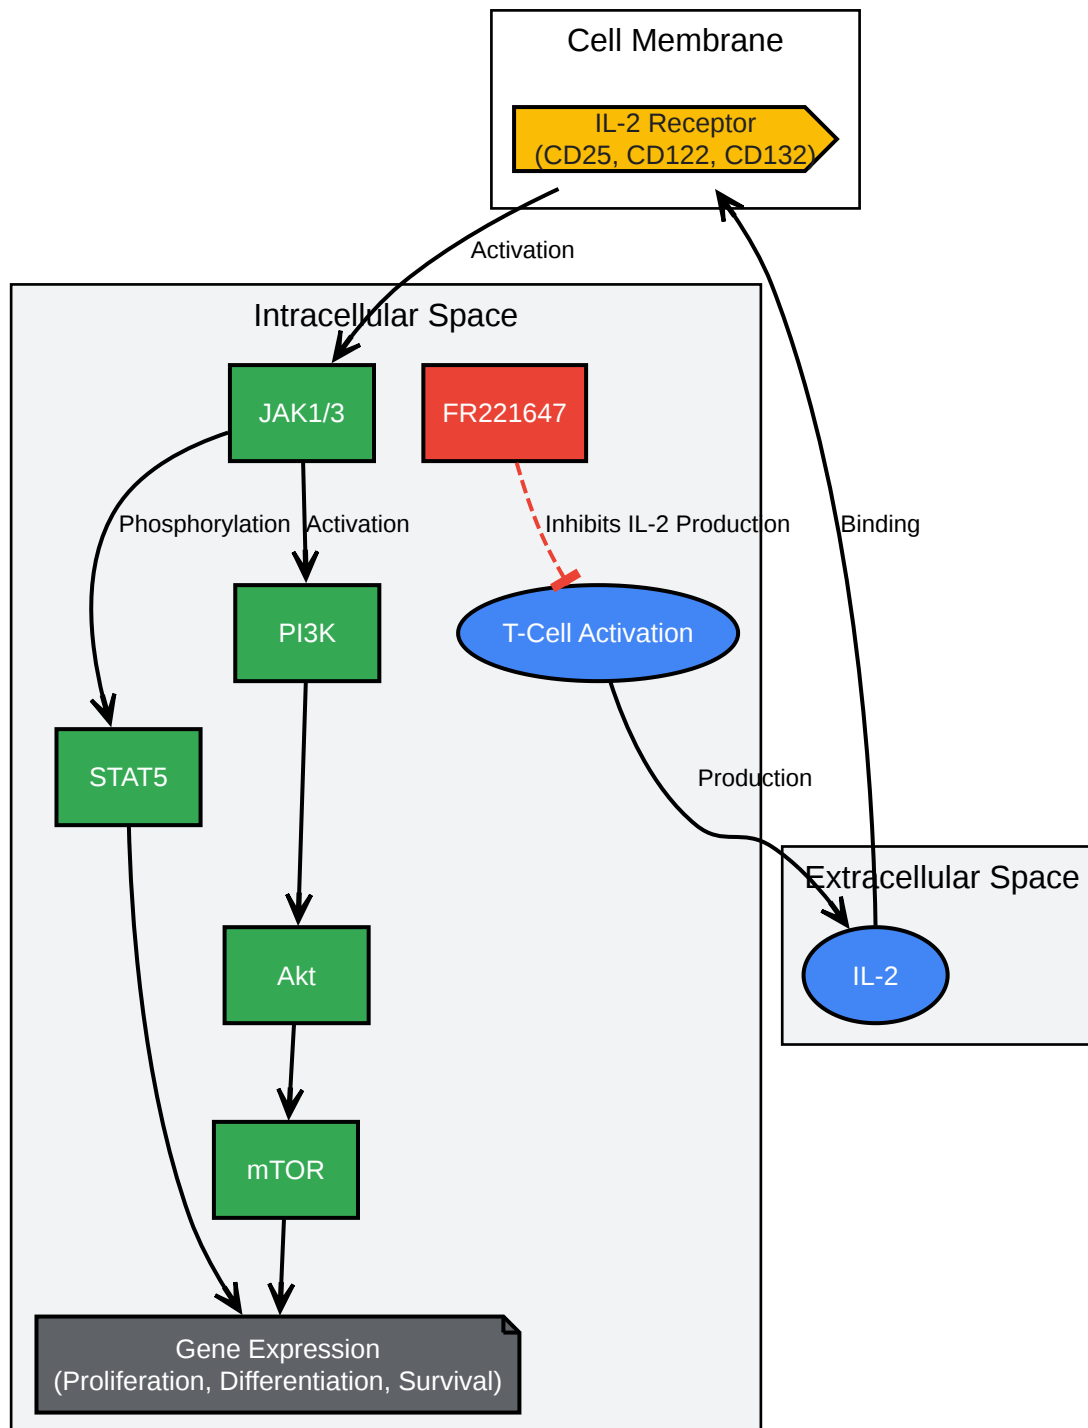 Cell Membrane
IL-2 Receptor
(CD25, CD122, CD132)
Activation
Intracellular Space
JAK1/3
FR221647
Phosphorylation
Activation
Inhibits IL-2 Production
Binding
PI3K
T-Cell Activation
STAT5
Production
Extracellular Space
Akt
IL-2
mTOR
Gene Expression
(Proliferation, Differentiation, Survival)